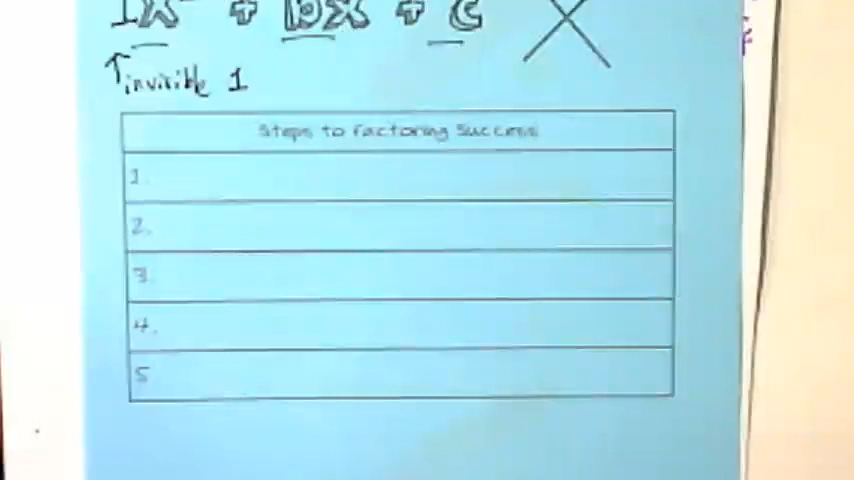 1x² + bx + c
invisible 1
Steps to Factoring Success
1.
2.
3.
4.
5